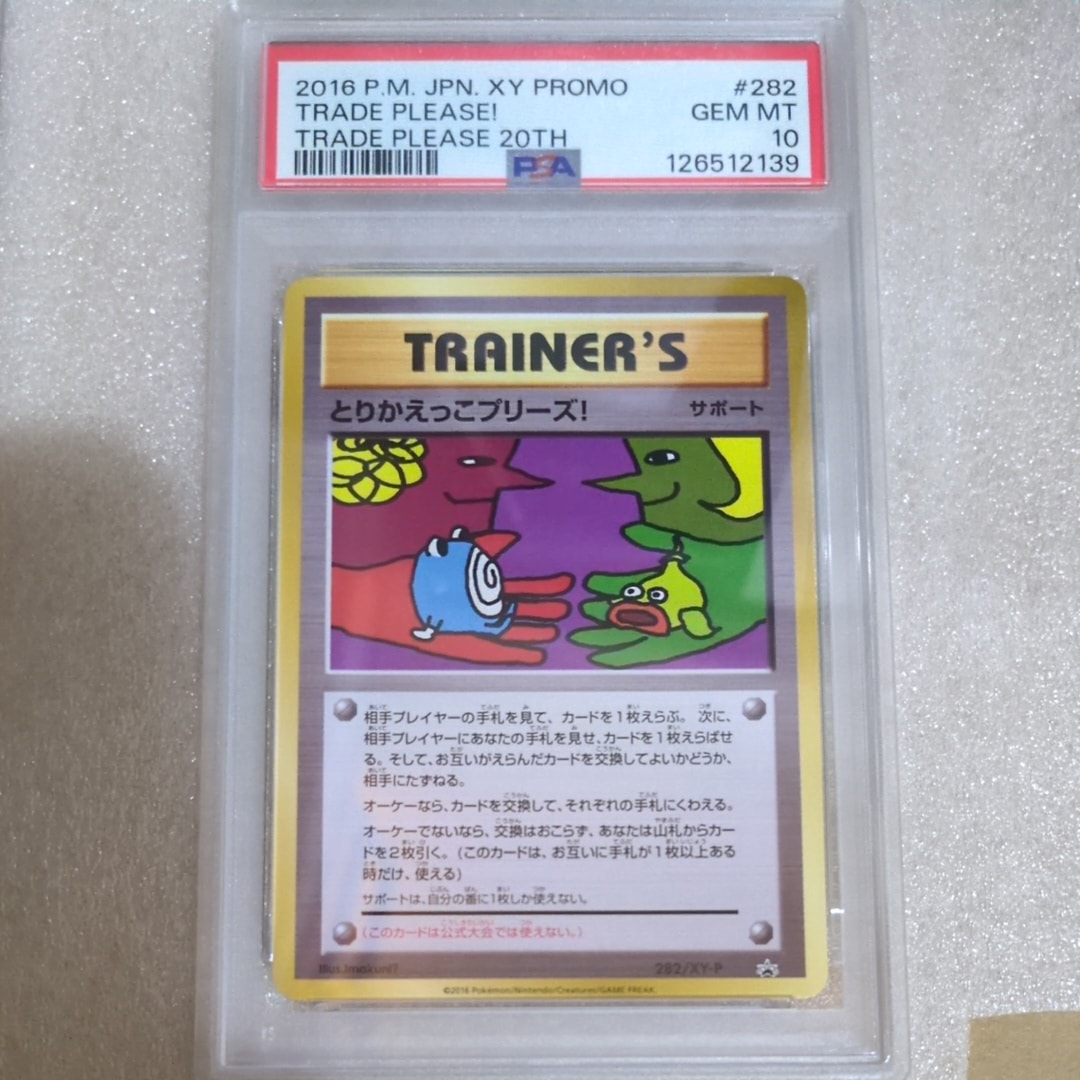 2016 P.M. JPN. XY PROMO #282
TRADE PLEASE! GEM MT
TRADE PLEASE 20TH 10
PSA 126512139
TRAINER'S
とりかえっこプリーズ! サポート
相手プレイヤーの手札を見て、カードを1枚えらぶ。次に、
相手プレイヤーにあなたの手札を見せ、カードを1枚えらばせ
る。そして、お互いがえらんだカードを交換してよいかどうか、
相手にたずねる。
オーケーなら、カードを交換して、それぞれの手札にくわえる。
オーケーでないなら、交換はおこらず、あなたは山札からカー
ドを2枚引く。(このカードは、お互いに手札が1枚以上ある
時だけ、使える)
サポートは、自分の番に1枚しか使えない。
(このカードは公式大会では使えない。)
Illus.Imakuni? 282/XY-P
©2016 Pokémon/Nintendo/Creatures/GAME FREAK.